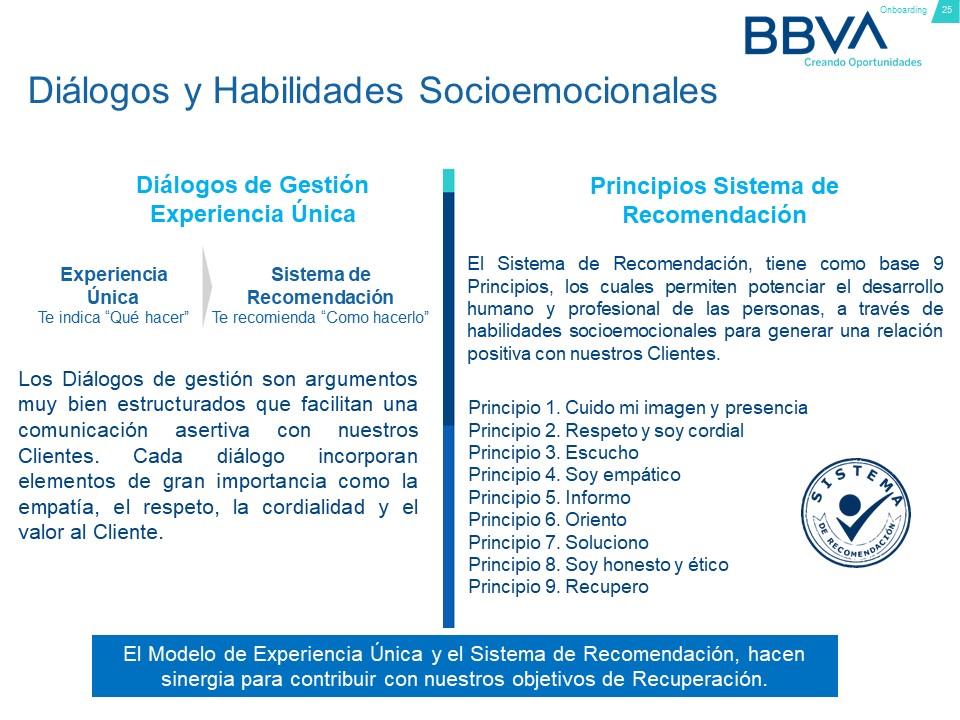 Onboarding 25
BBVA
Creando Oportunidades
Diálogos y Habilidades Socioemocionales
Diálogos de Gestión
Experiencia Única
Experiencia
Única
Te indica “Qué hacer”
Sistema de
Recomendación
Te recomienda “Como hacerlo”
Los Diálogos de gestión son argumentos
muy bien estructurados que facilitan una
comunicación asertiva con nuestros
Clientes. Cada diálogo incorporan
elementos de gran importancia como la
empatía, el respeto, la cordialidad y el
valor al Cliente.
Principios Sistema de
Recomendación
El Sistema de Recomendación, tiene como base 9
Principios, los cuales permiten potenciar el desarrollo
humano y profesional de las personas, a través de
habilidades socioemocionales para generar una relación
positiva con nuestros Clientes.
Principio 1. Cuido mi imagen y presencia
Principio 2. Respeto y soy cordial
Principio 3. Escucho
Principio 4. Soy empático
Principio 5. Informo
Principio 6. Oriento
Principio 7. Soluciono
Principio 8. Soy honesto y ético
Principio 9. Recupero
SISTEMA
DE RECOMENDACIÓN
El Modelo de Experiencia Única y el Sistema de Recomendación, hacen
sinergia para contribuir con nuestros objetivos de Recuperación.